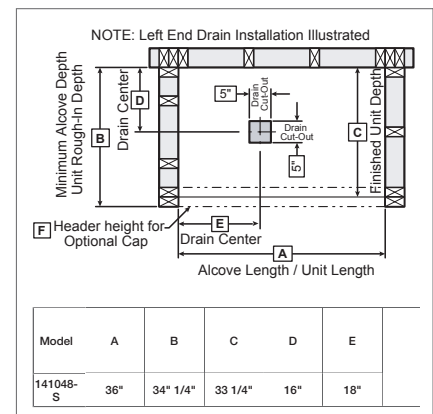 NOTE: Left End Drain Installation Illustrated
Minimum Alcove Depth
Unit Rough-In Depth
B
Drain Center
D
5"
Drain
Cut-Out
Drain
Cut-Out
5"
C
Finished Unit Depth
F Header height for
Optional Cap
E
Drain Center
A
Alcove Length / Unit Length
Model A B C D E
141048-
S 36" 34" 1/4" 33 1/4" 16" 18"